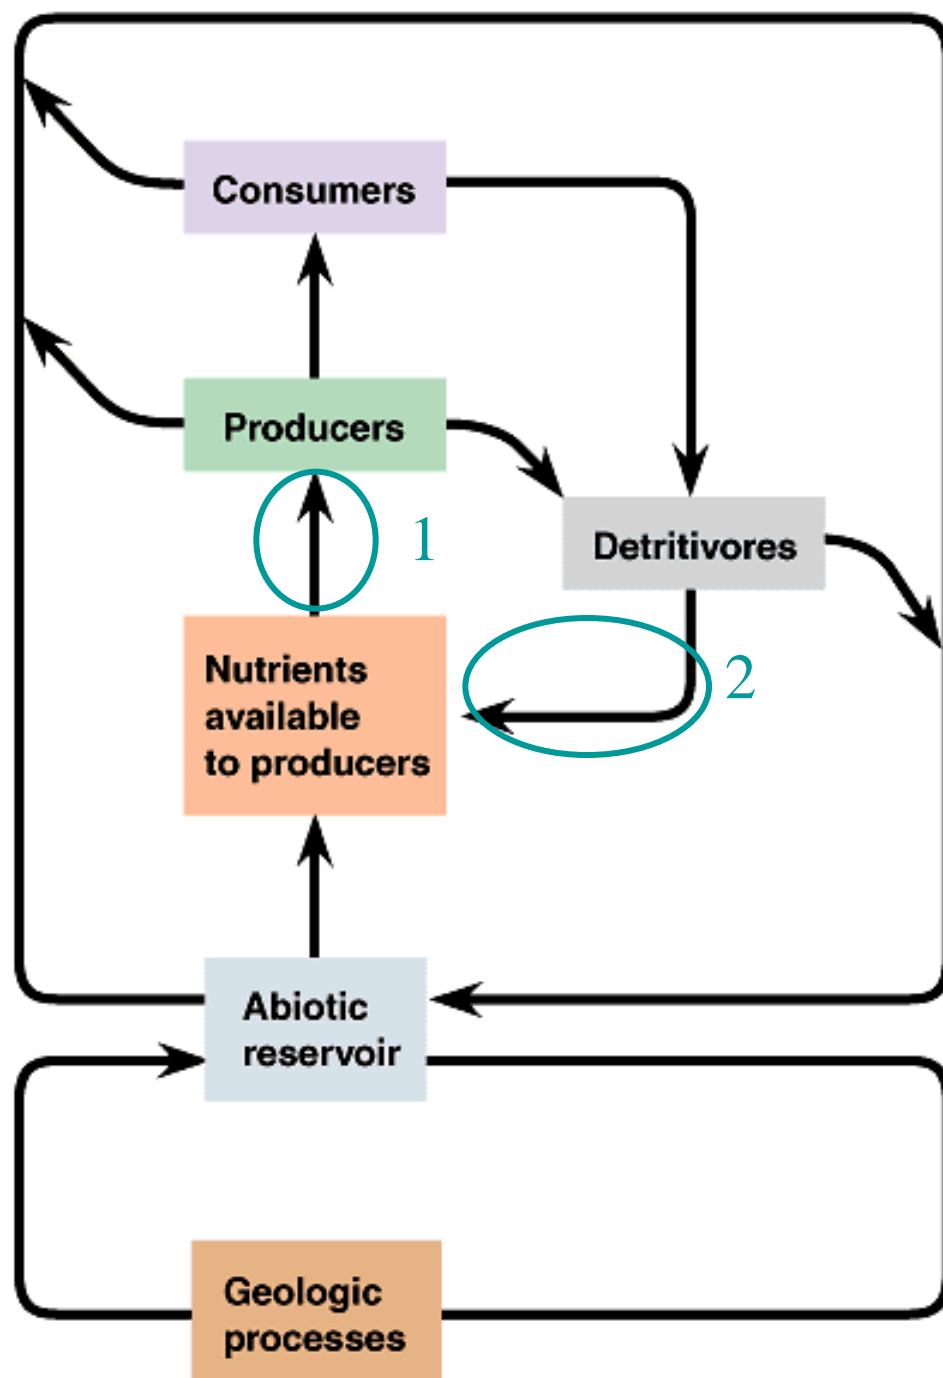 Consumers
Producers
1
Detritivores
Nutrients
available
to producers
2
Abiotic
reservoir
Geologic
processes